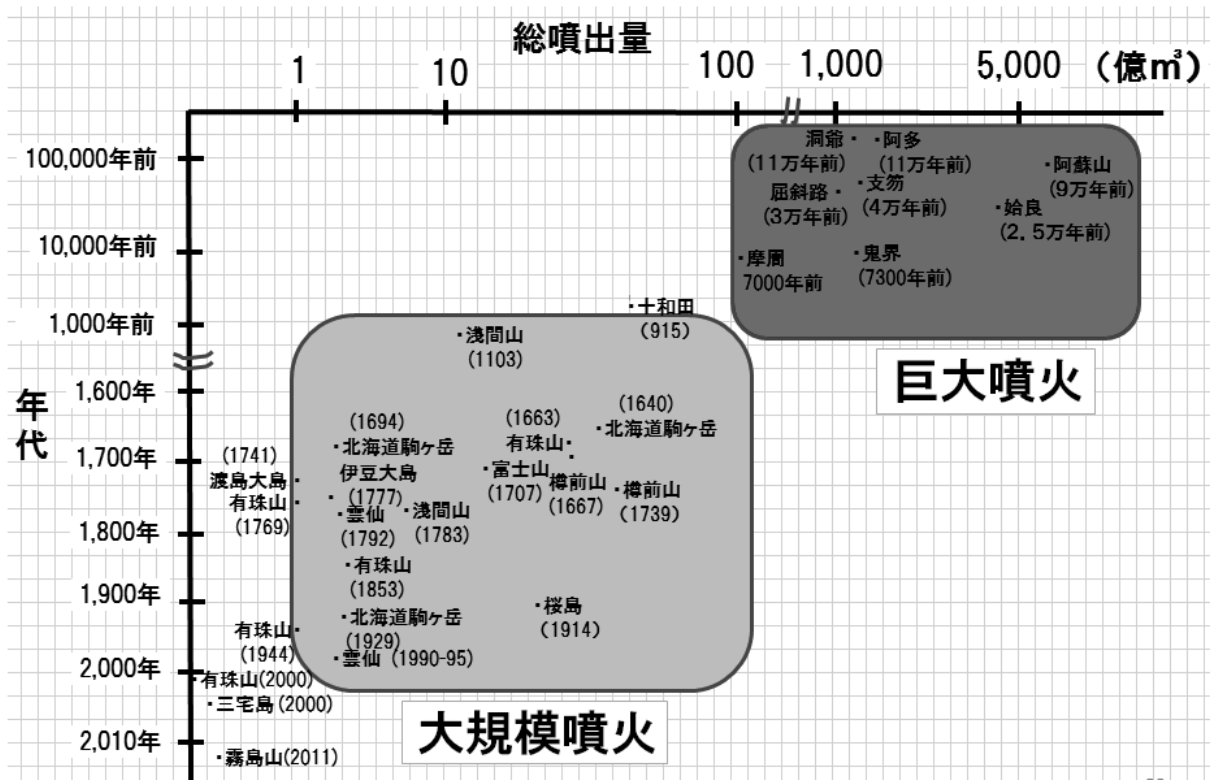 総噴出量
1
10
100
1,000
5,000
(億㎥)
年代
100,000年前
10,000年前
1,000年前
1,600年
1,700年
1,800年
1,900年
2,000年
2,010年
・洞爺
(11万年前)
・阿多
(11万年前)
・阿蘇山
(9万年前)
屈斜路・
(3万年前)
・支笏
(4万年前)
・姶良
(2.5万年前)
・摩周
7000年前
・鬼界
(7300年前)
巨大噴火
・十和田
(915)
・浅間山
(1103)
(1640)
・北海道駒ヶ岳
(1663)
有珠山・
(1694)
・北海道駒ヶ岳
・富士山
(1707)
樽前山
(1667)
・樽前山
(1739)
(1741)
渡島大島・
有珠山・
(1769)
伊豆大島
・(1777)
・雲仙
(1792)
・浅間山
(1783)
・有珠山
(1853)
・桜島
(1914)
・北海道駒ヶ岳
(1929)
有珠山・
(1944)
・雲仙 (1990-95)
・有珠山(2000)
・三宅島(2000)
・霧島山(2011)
大規模噴火